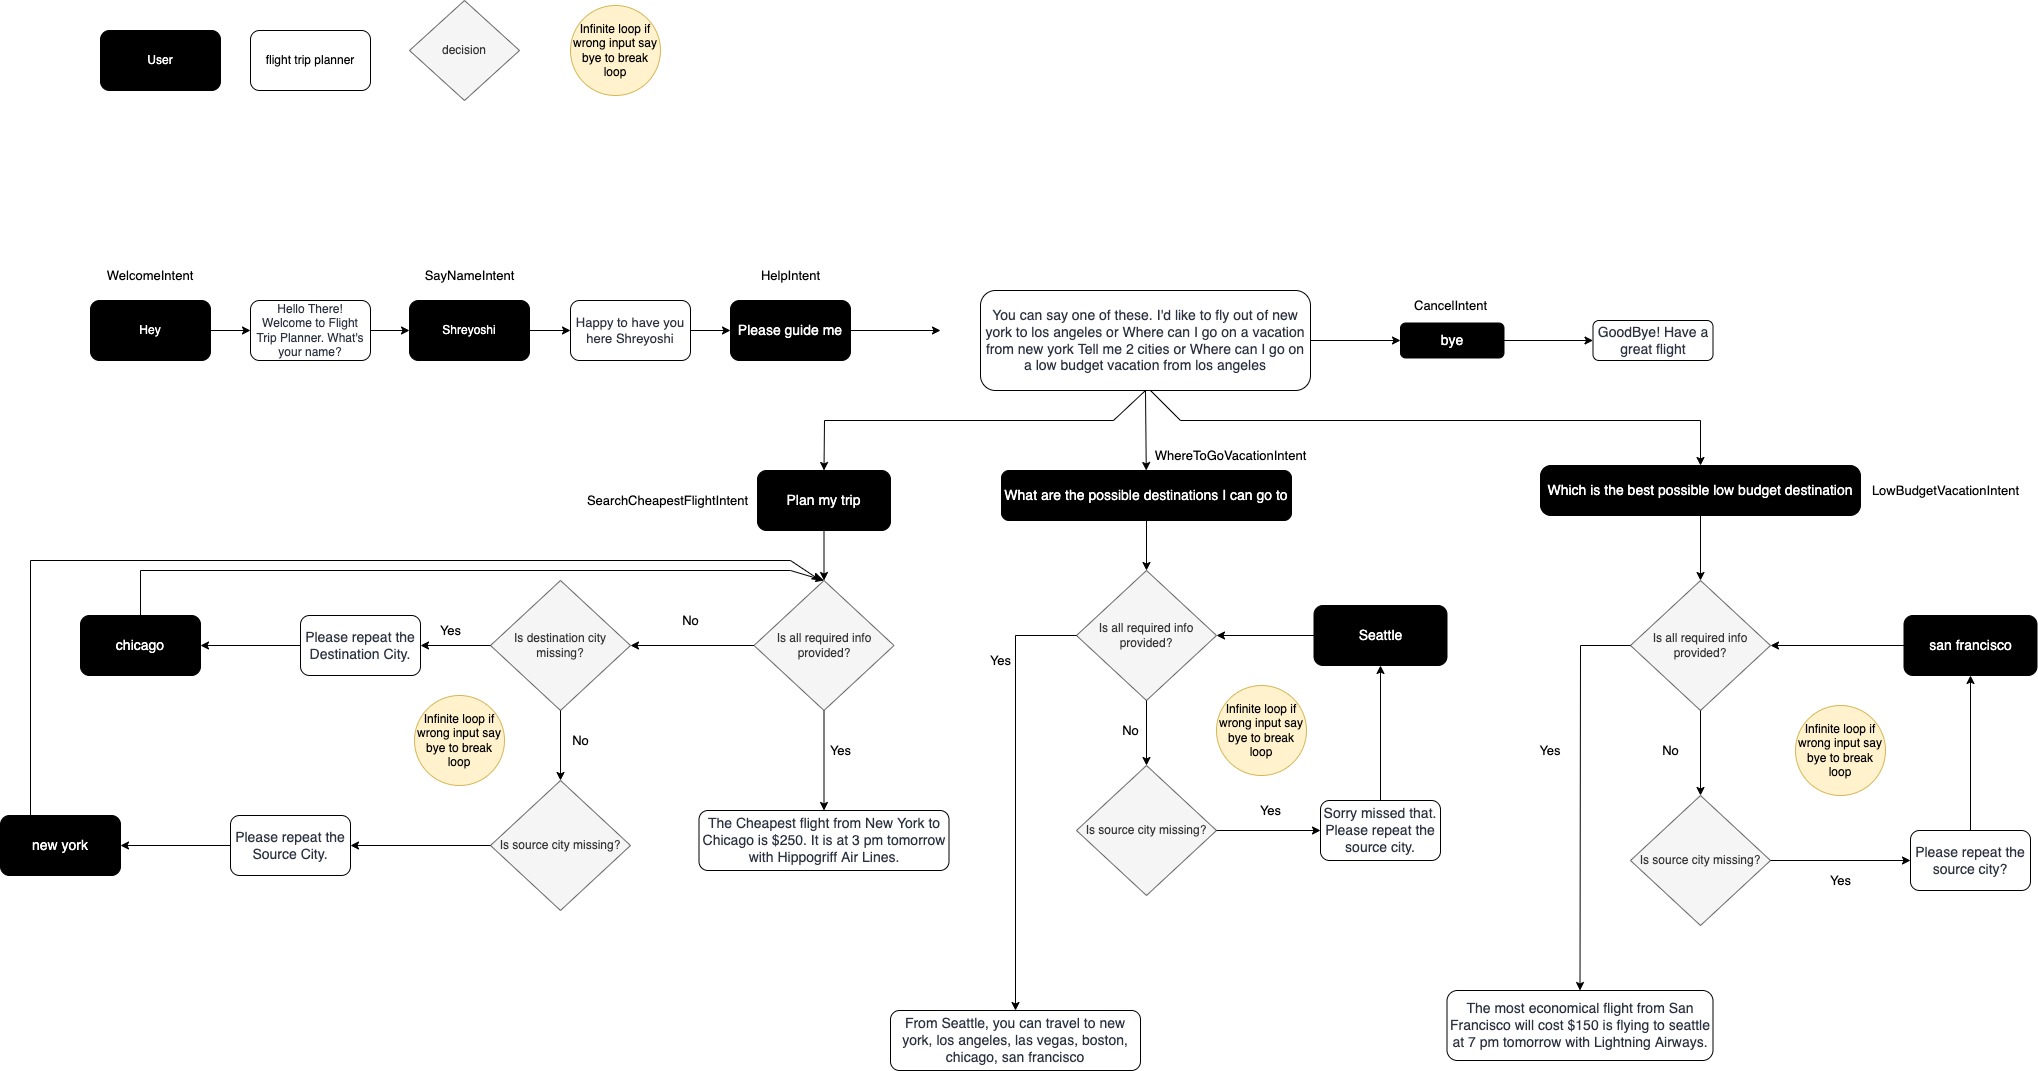 User
flight trip planner
decision
Infinite loop if
wrong input say
bye to break
loop
WelcomeIntent
SayNameIntent
HelpIntent
Hey
Hello There!
Welcome to Flight
Trip Planner. What's
your name?
Shreyoshi
Happy to have you
here Shreyoshi
Please guide me
You can say one of these. I'd like to fly out of new
york to los angeles or Where can I go on a vacation
from new york Tell me 2 cities or Where can I go on
a low budget vacation from los angeles
CancelIntent
bye
GoodBye! Have a
great flight
SearchCheapestFlightIntent
Plan my trip
WhereToGoVacationIntent
What are the possible destinations I can go to
Which is the best possible low budget destination
LowBudgetVacationIntent
chicago
Please repeat the
Destination City.
Yes
Is destination city
missing?
No
Is all required info
provided?
Infinite loop if
wrong input say
bye to break
loop
No
Yes
new york
Please repeat the
Source City.
Is source city missing?
The Cheapest flight from New York to
Chicago is $250. It is at 3 pm tomorrow
with Hippogriff Air Lines.
Yes
Is all required info
provided?
Seattle
No
Infinite loop if
wrong input say
bye to break
loop
Is source city missing?
Yes
Sorry missed that.
Please repeat the
source city.
From Seattle, you can travel to new
york, los angeles, las vegas, boston,
chicago, san francisco
Is all required info
provided?
san francisco
Yes
No
Infinite loop if
wrong input say
bye to break
loop
Is source city missing?
Yes
Please repeat the
source city?
The most economical flight from San
Francisco will cost $150 is flying to seattle
at 7 pm tomorrow with Lightning Airways.